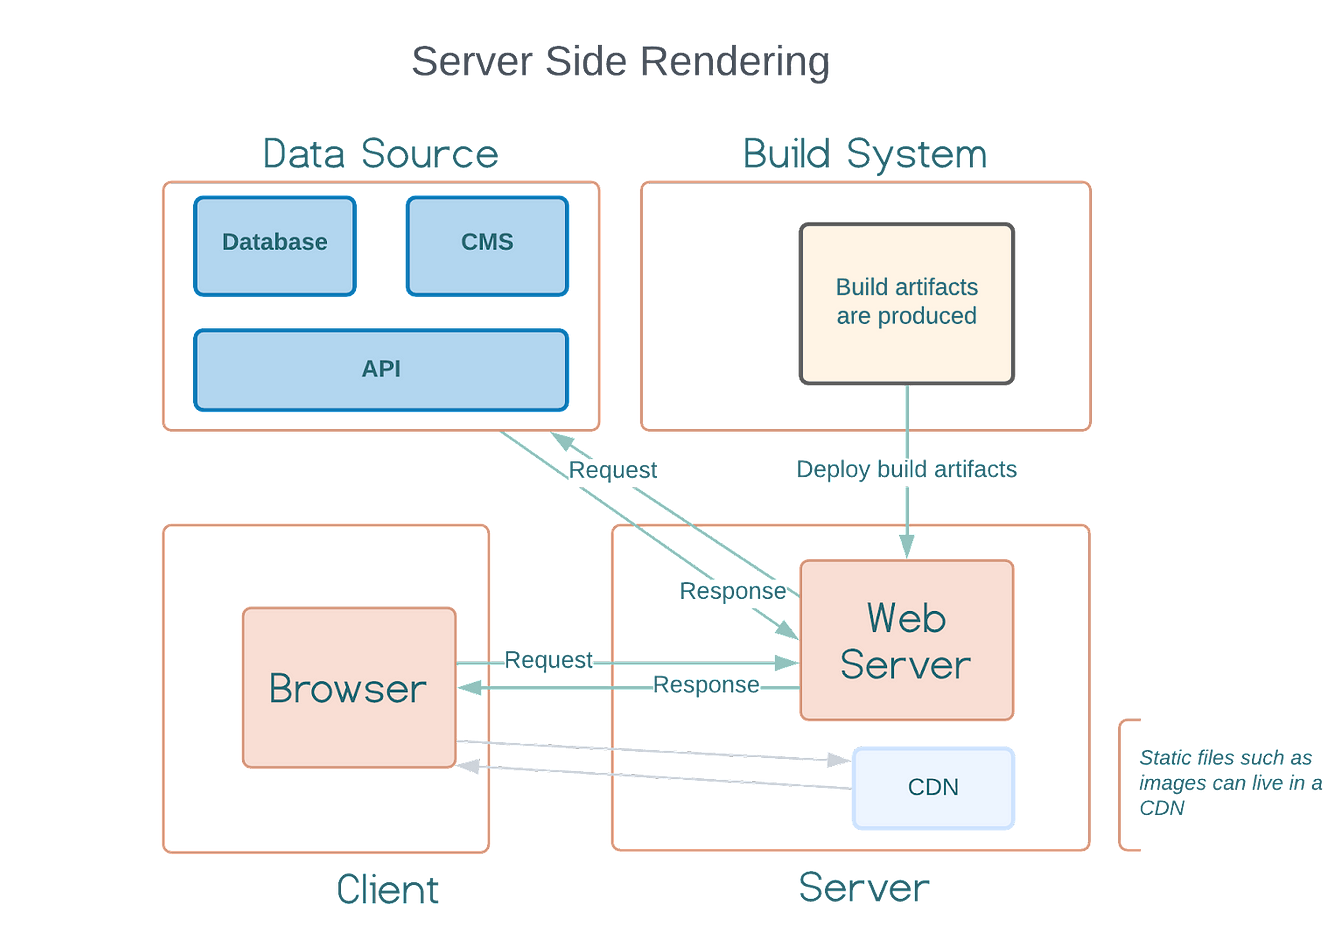 Server Side Rendering
Data Source
Build System
Database
CMS
API
Build artifacts
are produced
Request
Deploy build artifacts
Response
Web
Server
Request
Response
Browser
CDN
Static files such as
images can live in a
CDN
Client
Server